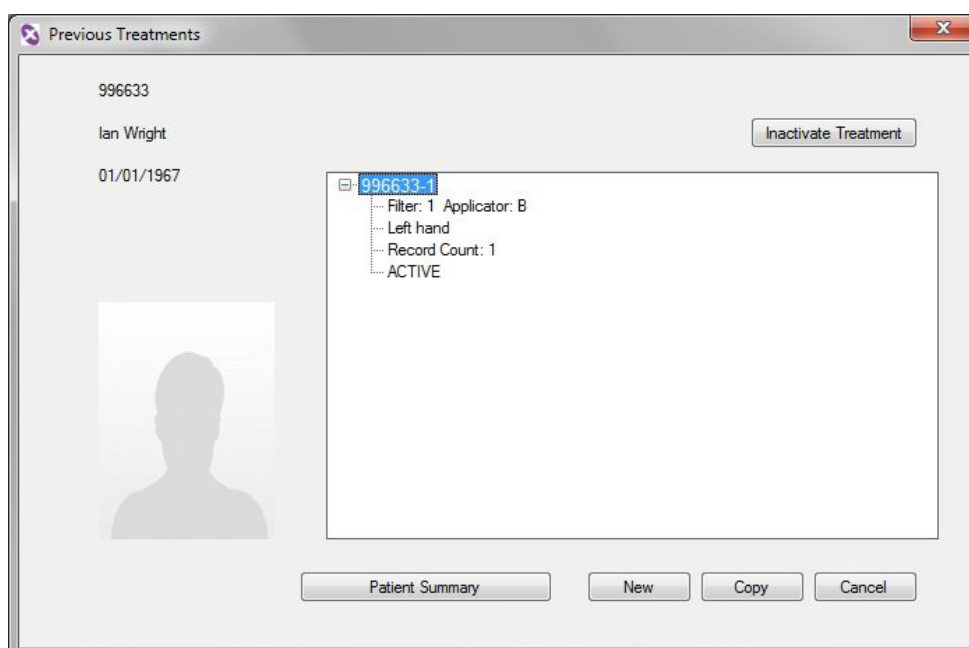 Previous Treatments
996633
Ian Wright
Inactivate Treatment
01/01/1967
996633-1
Filter: 1 Applicator: B
Left hand
Record Count: 1
ACTIVE
Patient Summary
New
Copy
Cancel